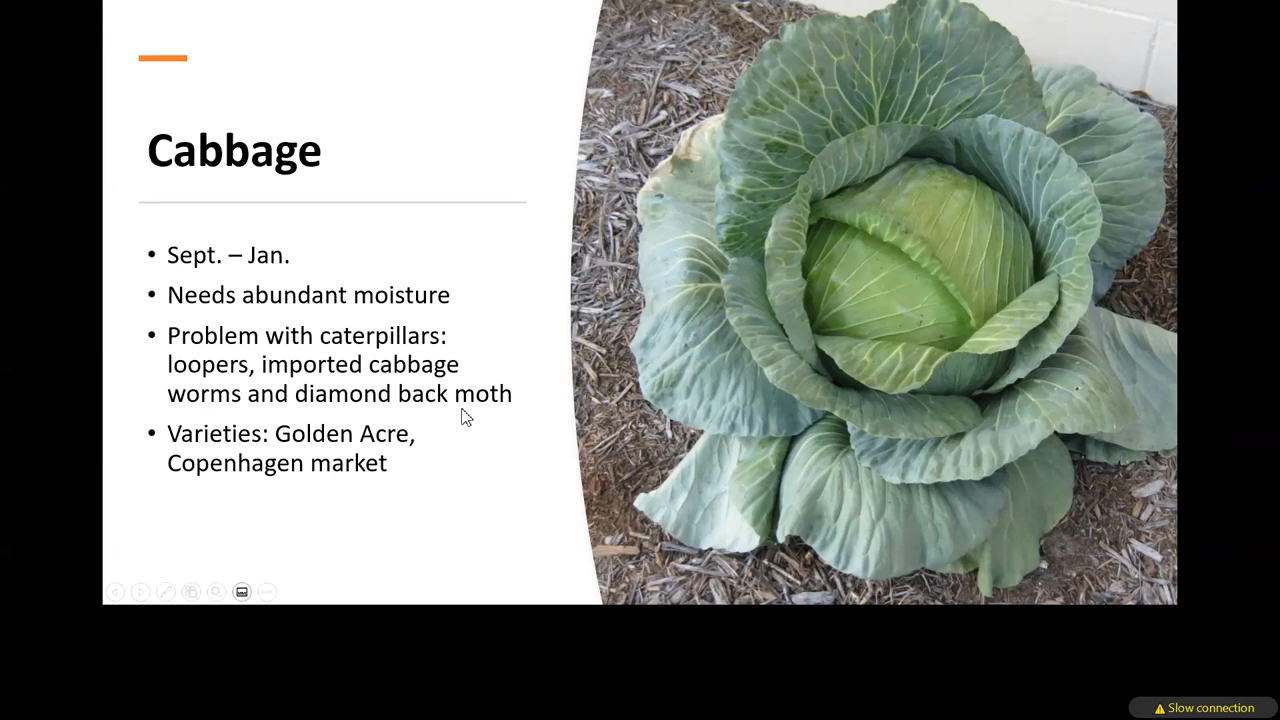 Cabbage
• Sept. – Jan.
• Needs abundant moisture
• Problem with caterpillars:
loopers, imported cabbage
worms and diamond back moth
• Varieties: Golden Acre,
Copenhagen market
Slow connection